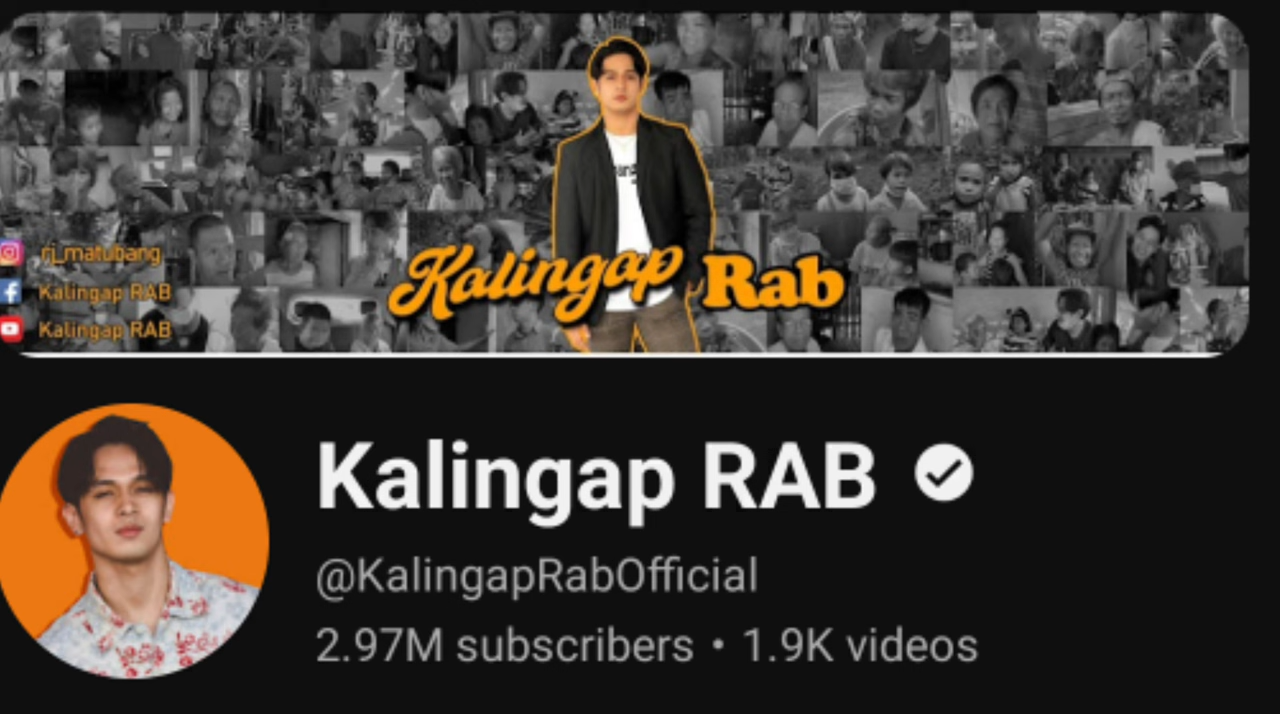 rj_matubang
Kalingap RAB
Kalingap RAB
Kalingap Rab
Kalingap RAB
@KalingapRabOfficial
2.97M subscribers • 1.9K videos